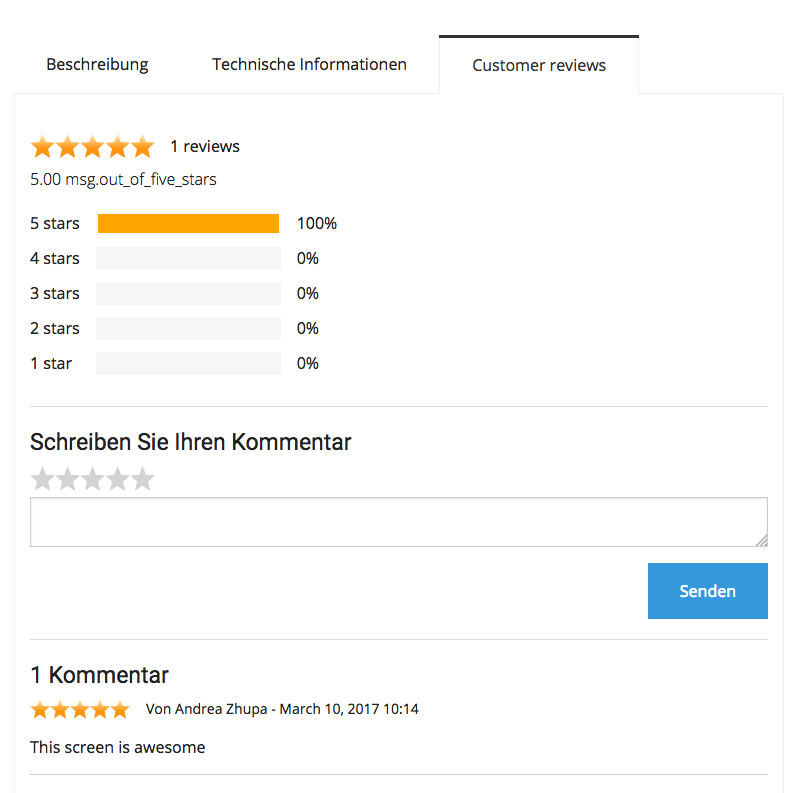 Beschreibung Technische Informationen Customer reviews
1 reviews
5.00 msg.out_of_five_stars
5 stars 100%
4 stars 0%
3 stars 0%
2 stars 0%
1 star 0%
Schreiben Sie Ihren Kommentar
Senden
1 Kommentar
Von Andrea Zhupa - March 10, 2017 10:14
This screen is awesome